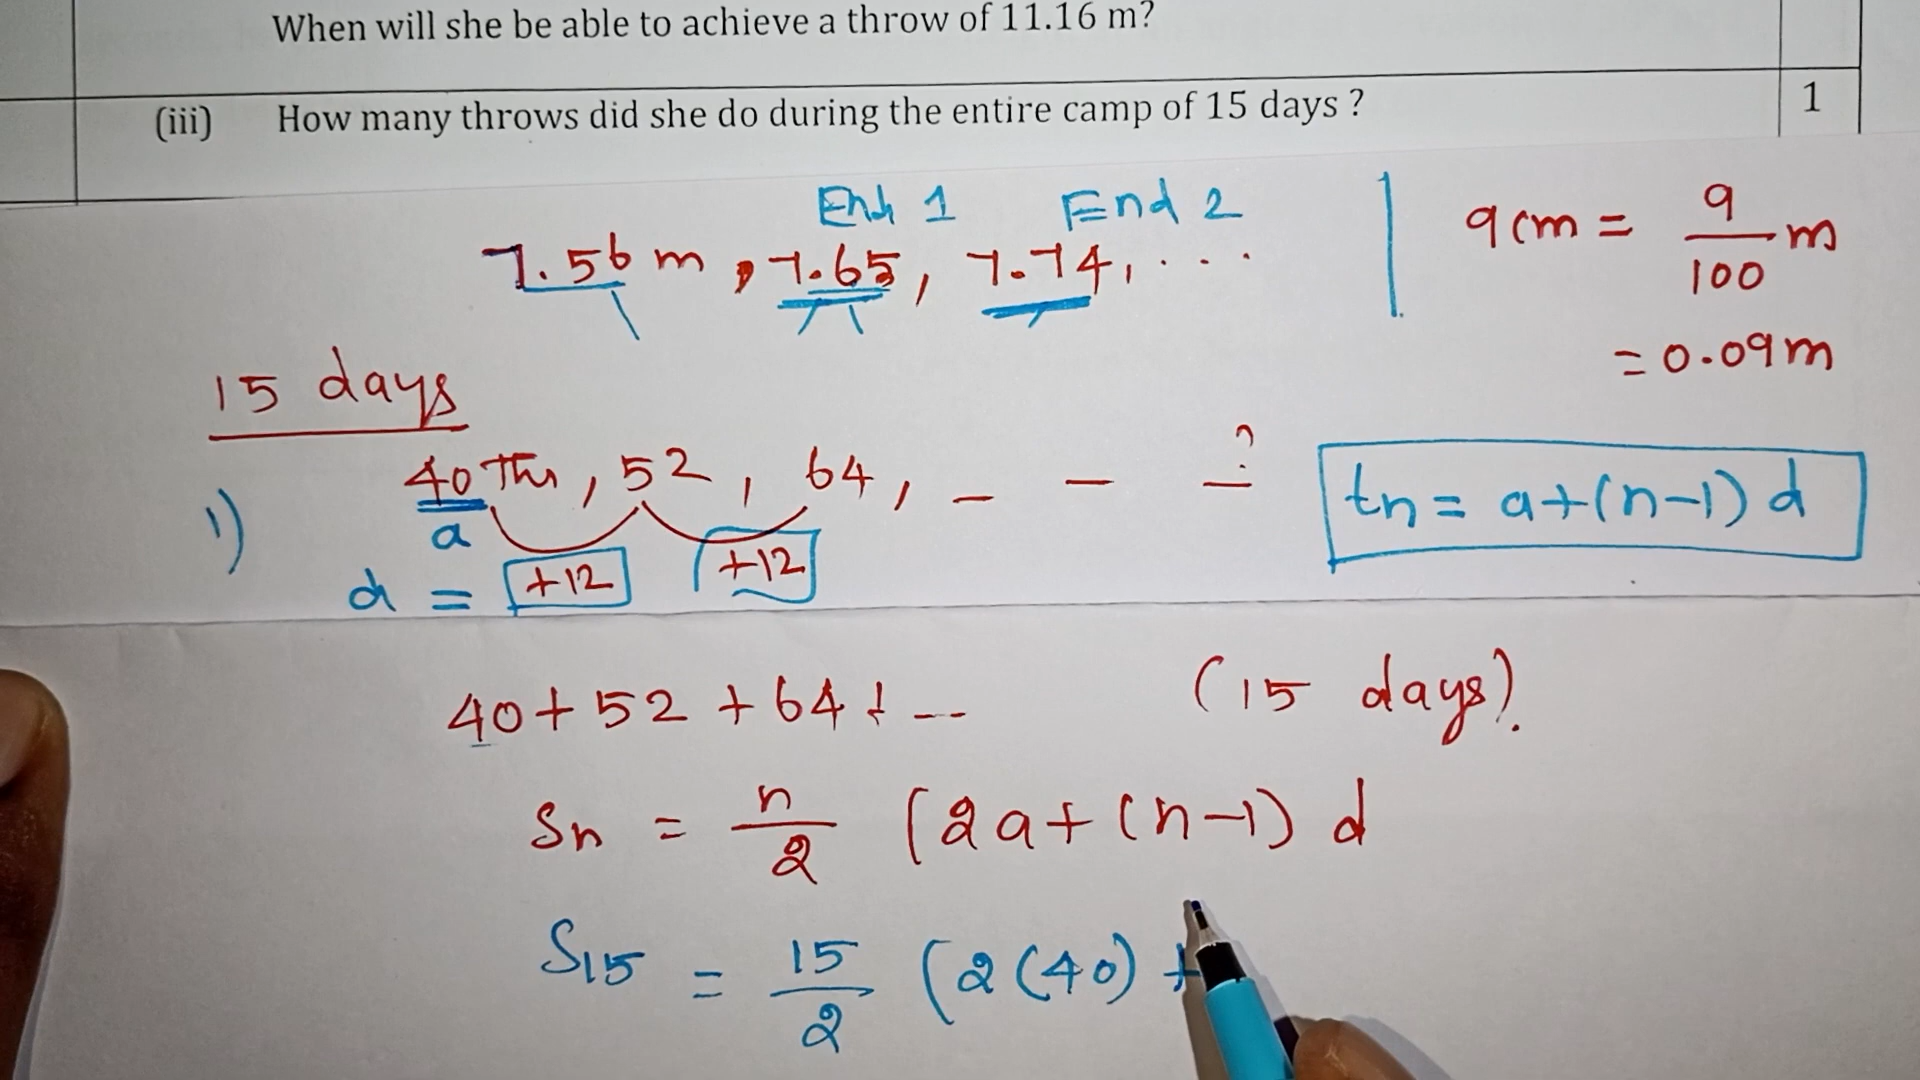 When will she be able to achieve a throw of 11.16 m?
(iii) How many throws did she do during the entire camp of 15 days ? 1
End 1 End 2
7.56 m , 7.65 , 7.74 , . . .
9 cm = 9/100 m
= 0.09 m
15 days
1) 40 Thr , 52 , 64 , _ _ _ ?
a
d = +12 +12
tn = a+(n-1) d
40 + 52 + 64 + -- (15 days).
Sn = n/2 (2a + (n-1) d
S15 = 15/2 (2(40) +